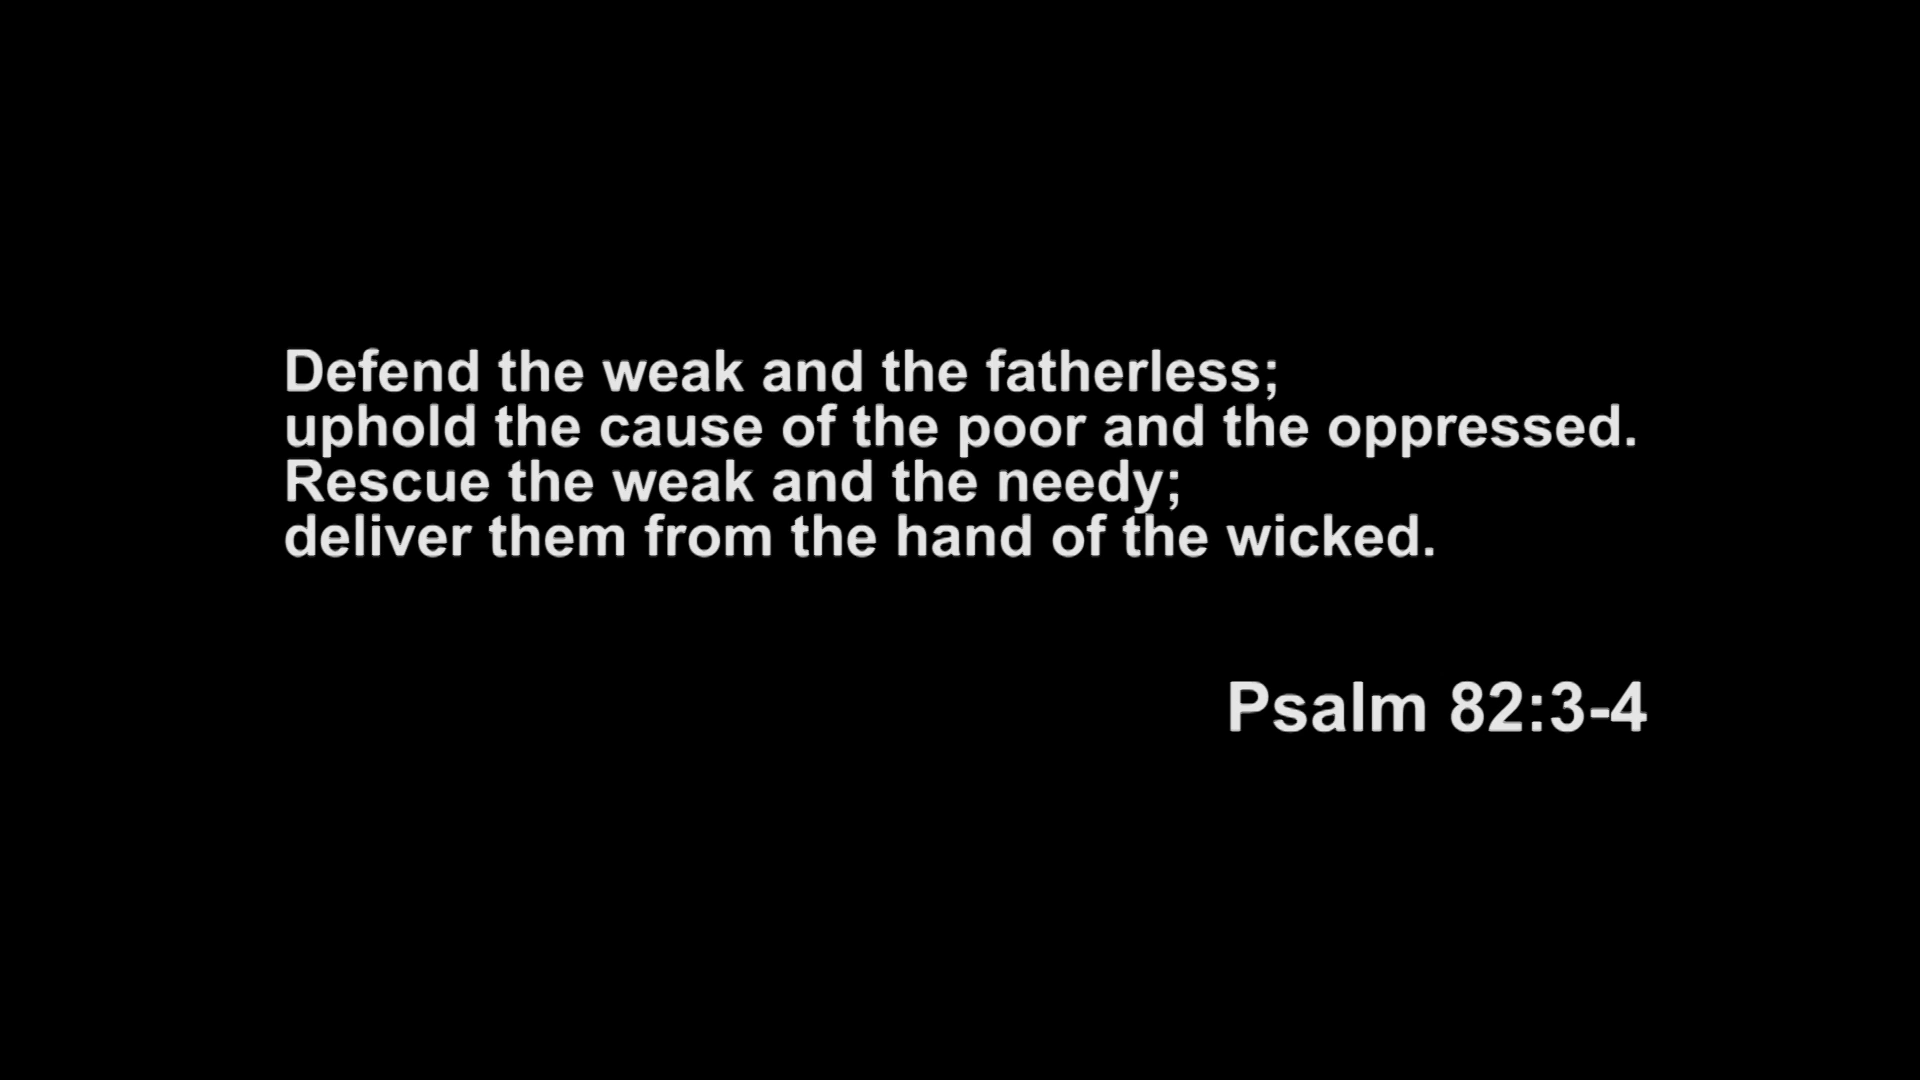 Defend the weak and the fatherless;
uphold the cause of the poor and the oppressed.
Rescue the weak and the needy;
deliver them from the hand of the wicked.
Psalm 82:3-4